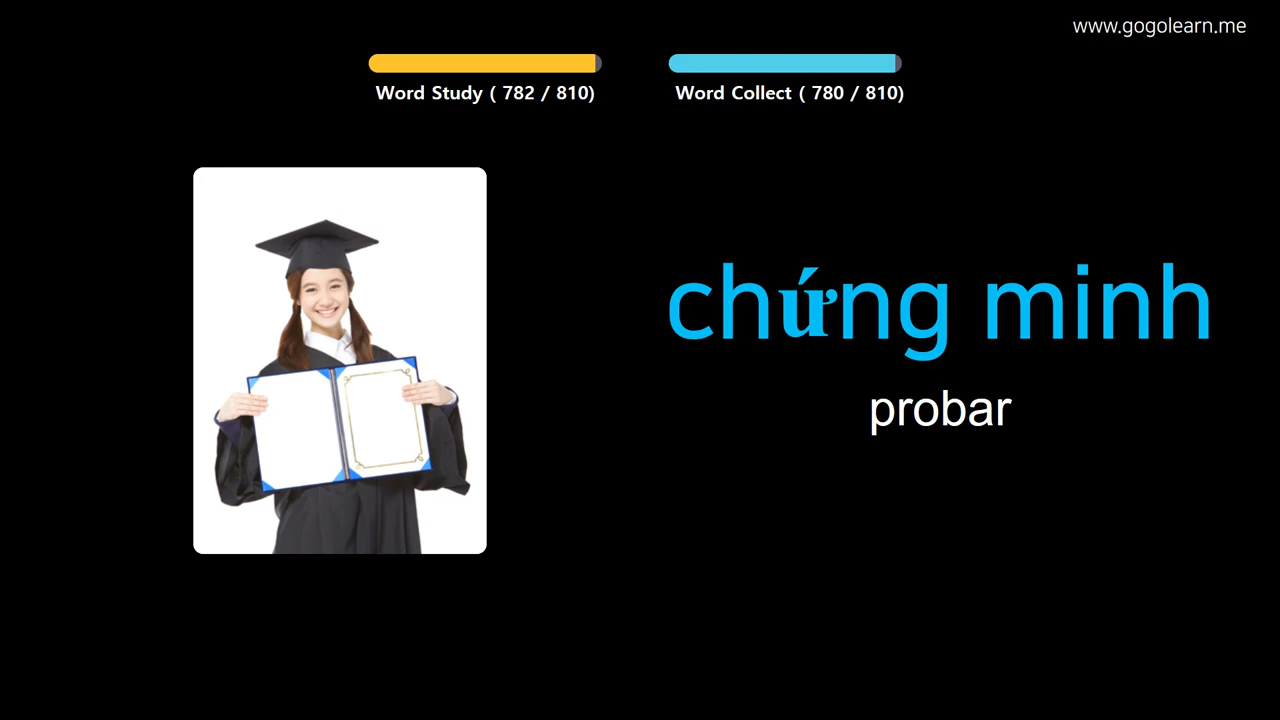 www.gogolearn.me
Word Study ( 782 / 810)
Word Collect ( 780 / 810)
chứng minh
probar